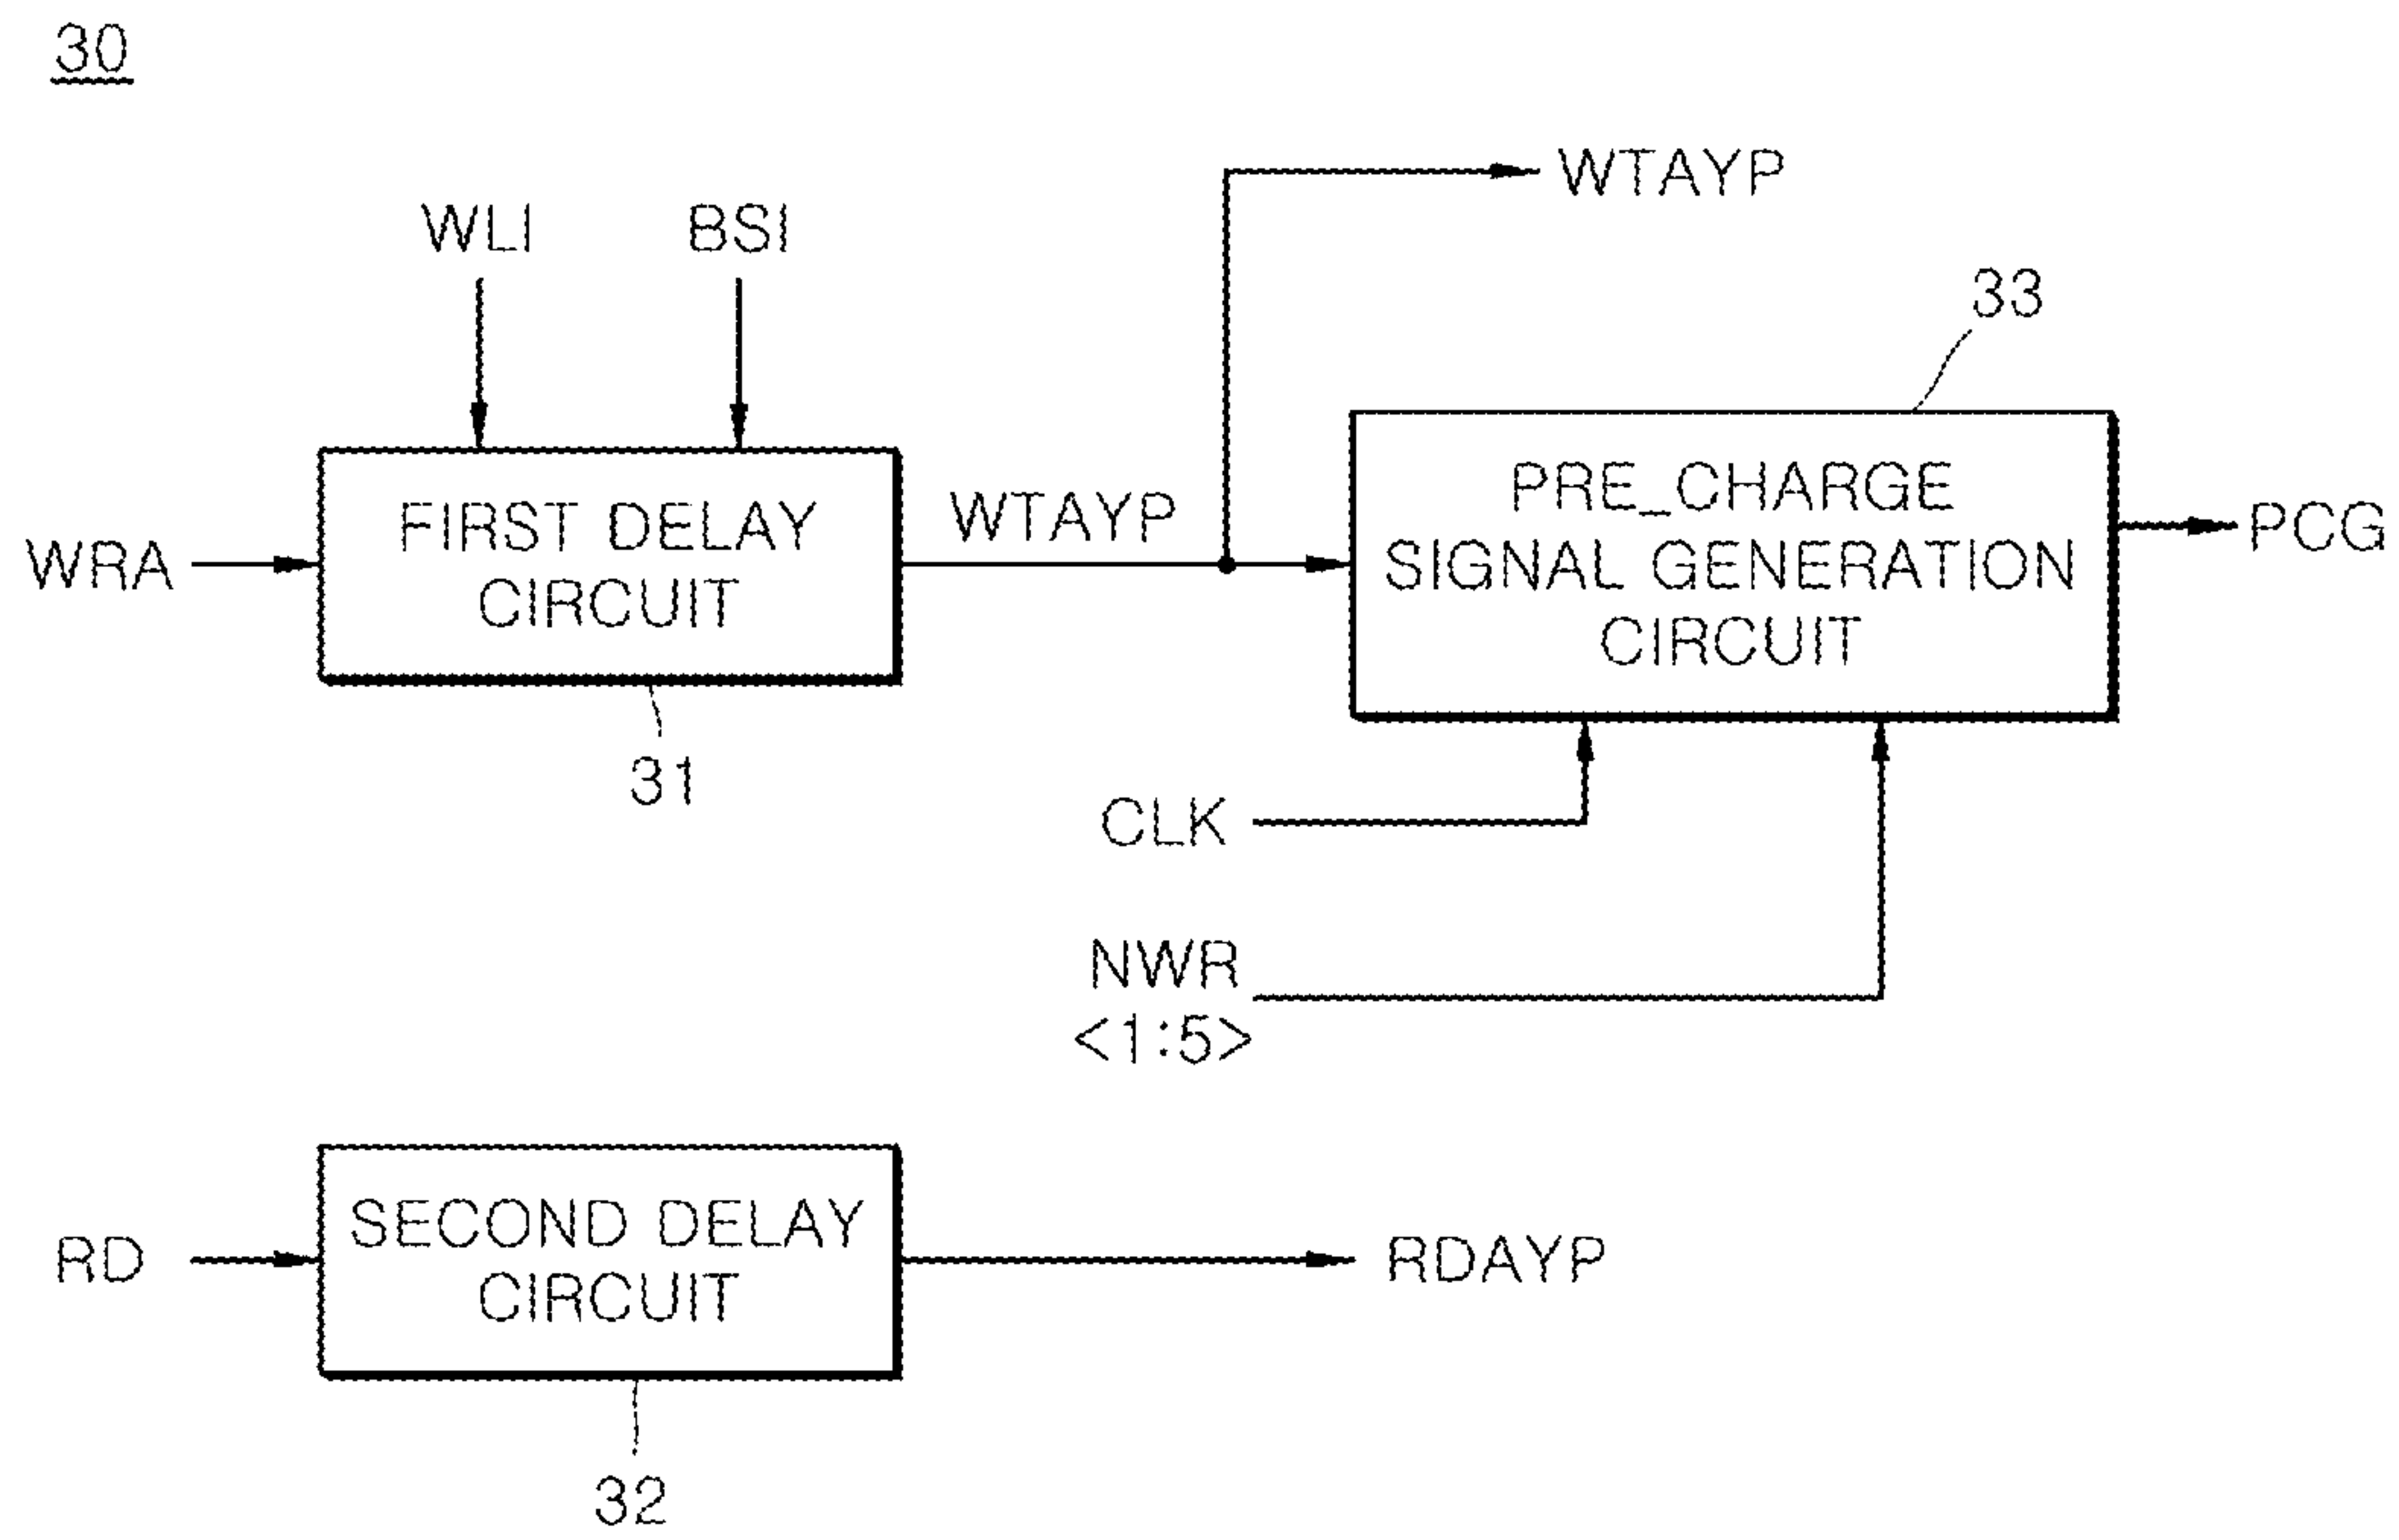 30
WTAYP
WLI BSI
33
WRA
FIRST DELAY
CIRCUIT
WTAYP
PRE_CHARGE
SIGNAL GENERATION
CIRCUIT
PCG
31
CLK
NWR
<1:5>
RD
SECOND DELAY
CIRCUIT
RDAYP
32